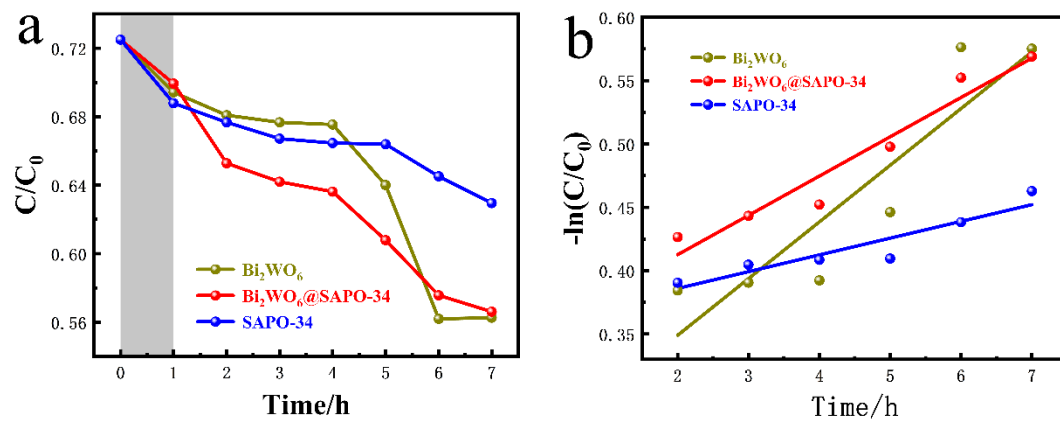 a
C/C₀
0.72
0.68
0.64
0.60
0.56
Bi₂WO₆
Bi₂WO₆@SAPO-34
SAPO-34
0 1 2 3 4 5 6 7
Time/h
b
-ln(C/C₀)
0.60
0.55
0.50
0.45
0.40
0.35
Bi₂WO₆
Bi₂WO₆@SAPO-34
SAPO-34
2 3 4 5 6 7
Time/h